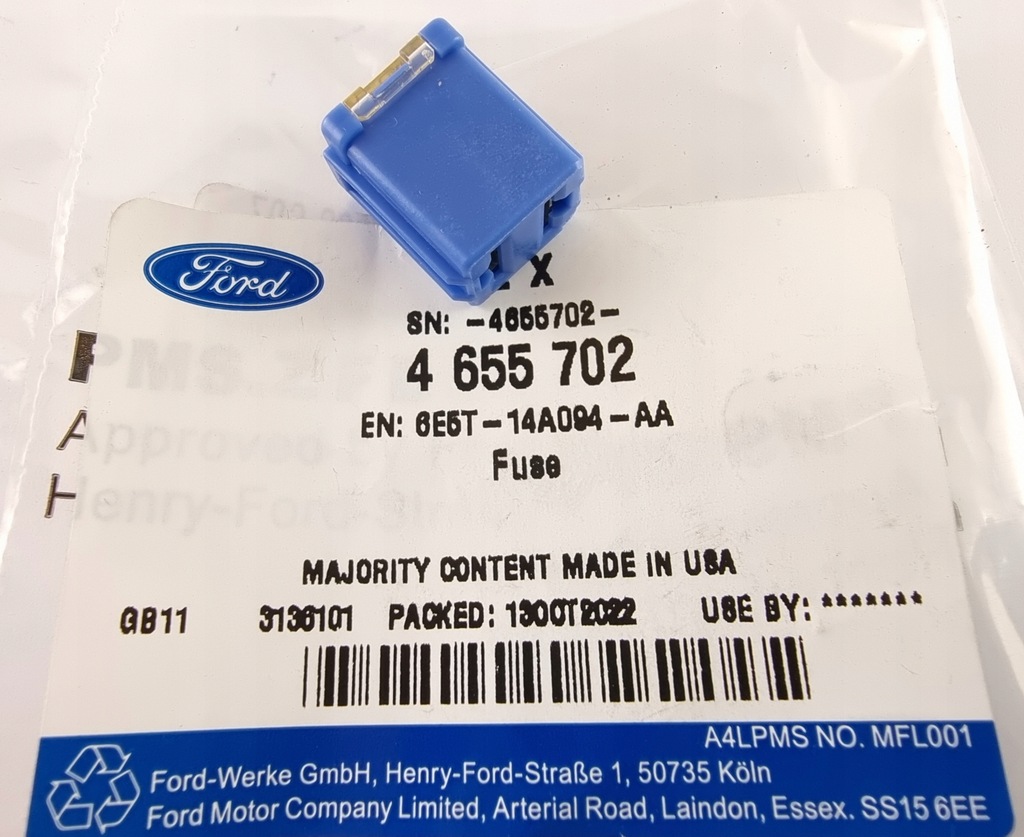 Ford
X
SN: -4655702-
4 655 702
EN: 6E5T-14A094-AA
Fuse
MAJORITY CONTENT MADE IN USA
GB11 3136101 PACKED: 13OCT2022 USE BY: *******
A4LPMS NO. MFL001
Ford-Werke GmbH, Henry-Ford-Straße 1, 50735 Köln
Ford Motor Company Limited, Arterial Road, Laindon, Essex. SS15 6EE